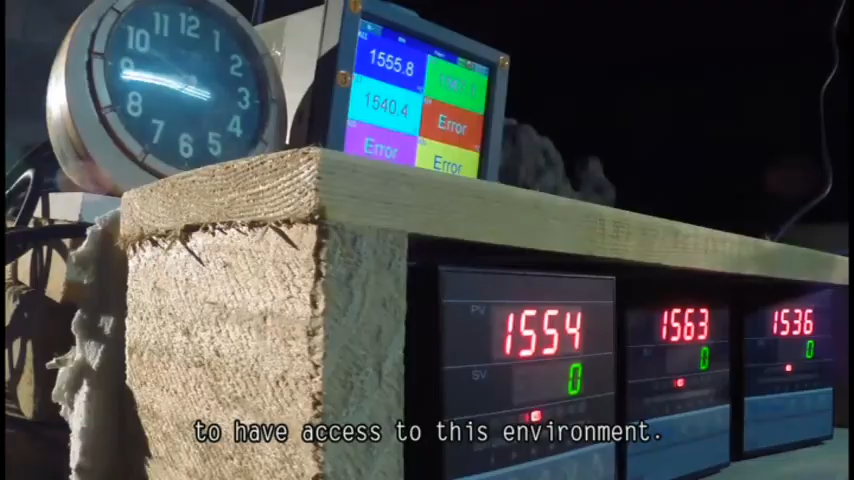 11 12 1
10 2
9 3
8 4
7 6 5
1555.8
1540.4
Error
Error
Error
PV 1554
SV 0
1563
0
1536
0
to have access to this environment.